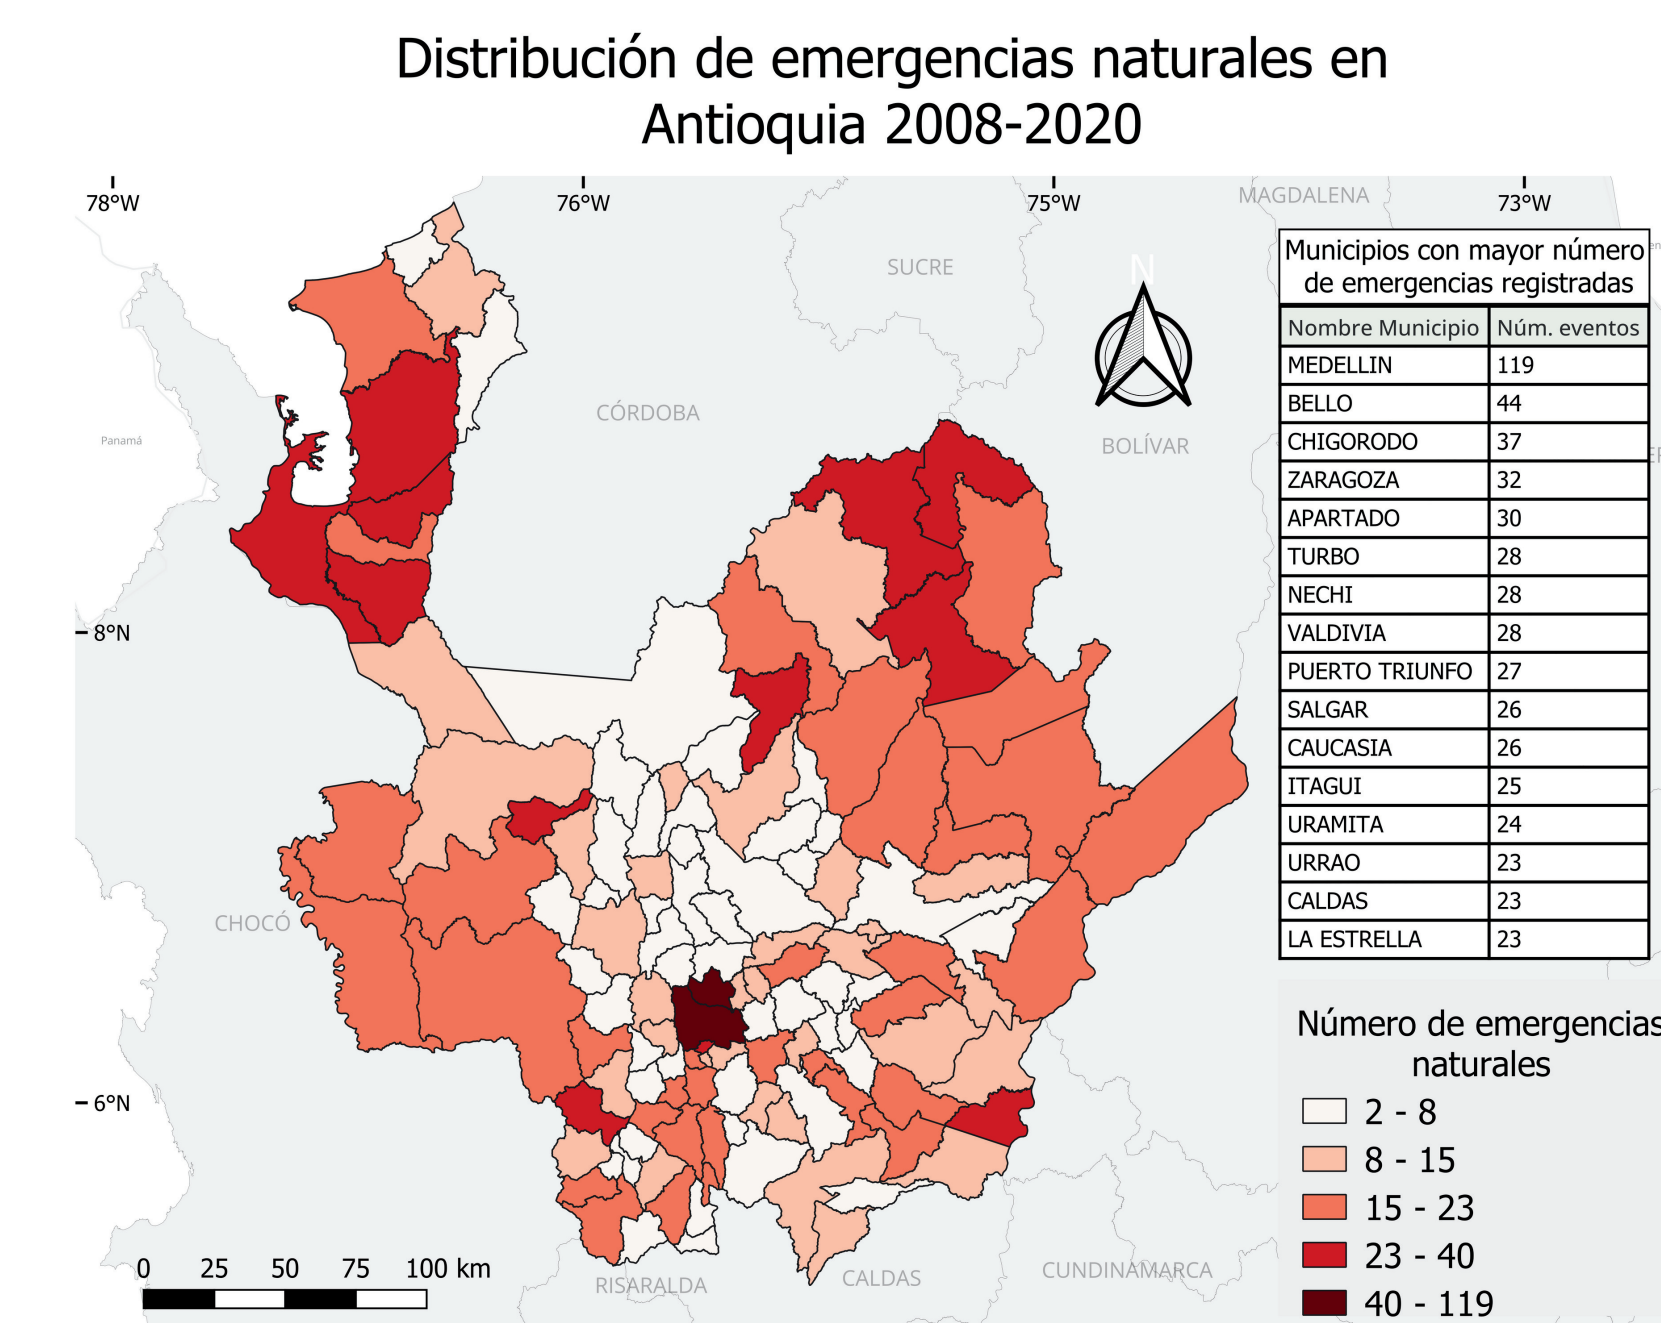 Distribución de emergencias naturales en
Antioquia 2008-2020
78°W
76°W
75°W
73°W
MAGDALENA
SUCRE
N
CÓRDOBA
BOLÍVAR
Panamá
Municipios con mayor número
de emergencias registradas
Nombre Municipio Núm. eventos
MEDELLIN 119
BELLO 44
CHIGORODO 37
ZARAGOZA 32
APARTADO 30
TURBO 28
NECHI 28
VALDIVIA 28
PUERTO TRIUNFO 27
SALGAR 26
CAUCASIA 26
ITAGUI 25
URAMITA 24
URRAO 23
CALDAS 23
LA ESTRELLA 23
8°N
CHOCÓ
6°N
Número de emergencias
naturales
2 - 8
8 - 15
15 - 23
23 - 40
40 - 119
0 25 50 75 100 km
RISARALDA
CALDAS
CUNDINAMARCA